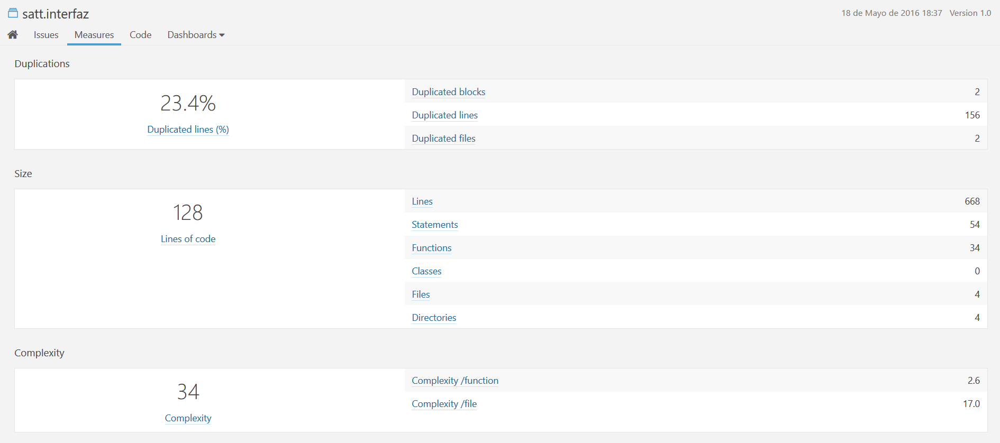 satt.interfaz
18 de Mayo de 2016 18:37 Version 1.0
Issues Measures Code Dashboards
Duplications
23.4%
Duplicated lines (%)
Duplicated blocks 2
Duplicated lines 156
Duplicated files 2
Size
128
Lines of code
Lines 668
Statements 54
Functions 34
Classes 0
Files 4
Directories 4
Complexity
34
Complexity
Complexity /function 2.6
Complexity /file 17.0